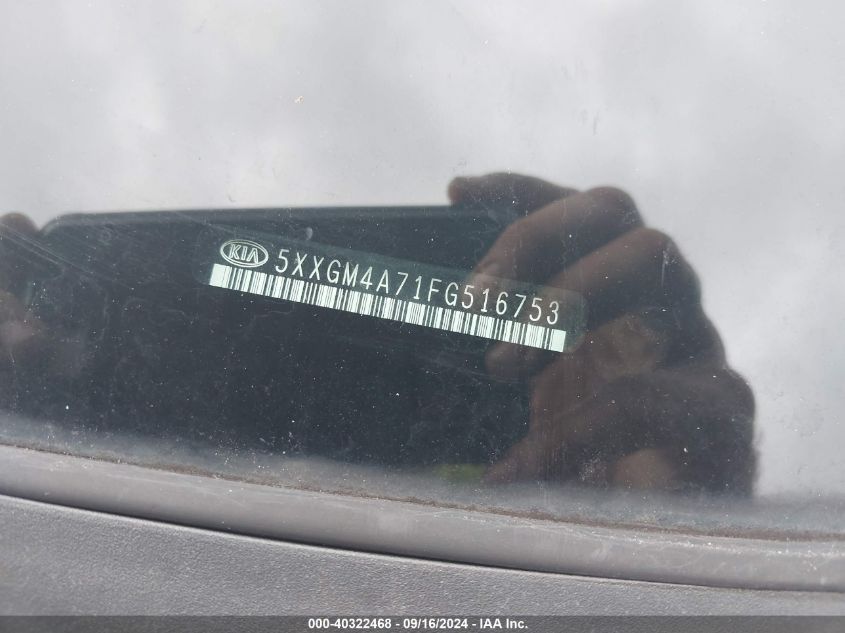 KIA 5XXGM4A71FG516753
000-40322468 - 09/16/2024 - IAA Inc.